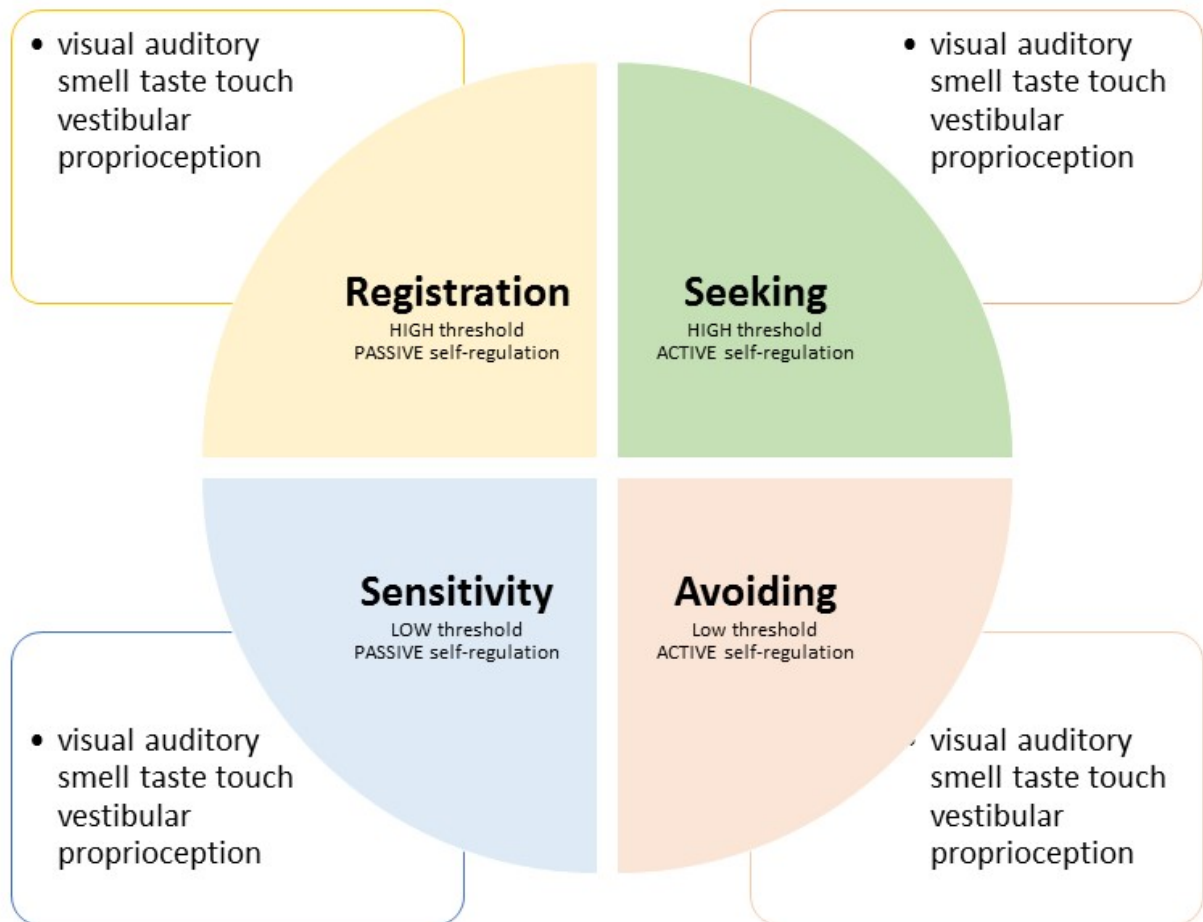 • visual auditory
smell taste touch
vestibular
proprioception
• visual auditory
smell taste touch
vestibular
proprioception
Registration
HIGH threshold
PASSIVE self-regulation
Seeking
HIGH threshold
ACTIVE self-regulation
Sensitivity
LOW threshold
PASSIVE self-regulation
Avoiding
Low threshold
ACTIVE self-regulation
• visual auditory
smell taste touch
vestibular
proprioception
• visual auditory
smell taste touch
vestibular
proprioception